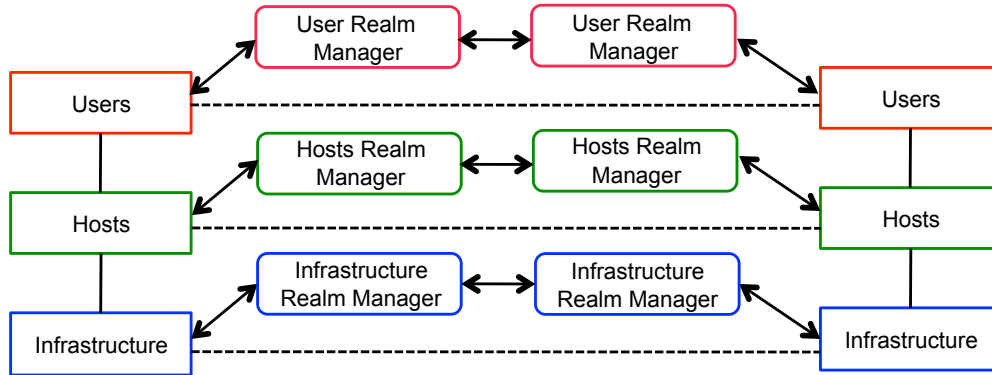 User Realm
Manager
User Realm
Manager
Users
Users
Hosts Realm
Manager
Hosts Realm
Manager
Hosts
Hosts
Infrastructure
Realm Manager
Infrastructure
Realm Manager
Infrastructure
Infrastructure